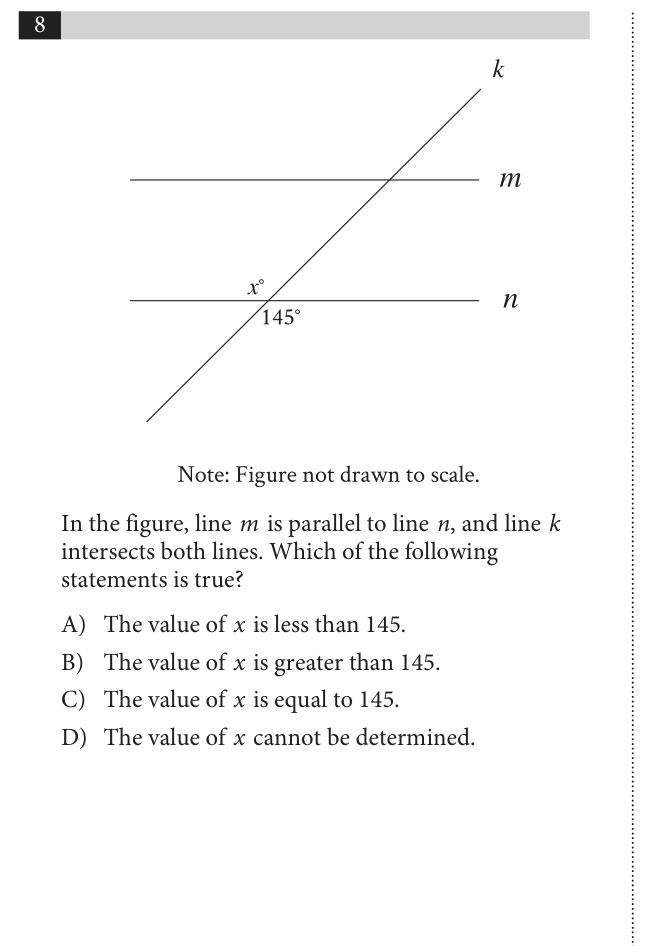 8
k
m
x°
n
145°
Note: Figure not drawn to scale.
In the figure, line m is parallel to line n, and line k
intersects both lines. Which of the following
statements is true?
A) The value of x is less than 145.
B) The value of x is greater than 145.
C) The value of x is equal to 145.
D) The value of x cannot be determined.